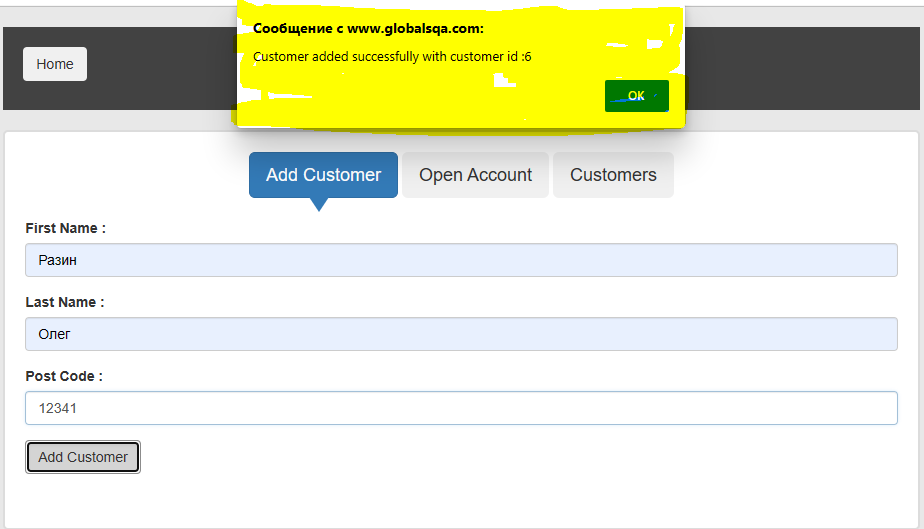 Сообщение с www.globalsqa.com:
Customer added successfully with customer id :6
OK
Home
Add Customer Open Account Customers
First Name :
Разин
Last Name :
Олег
Post Code :
12341
Add Customer